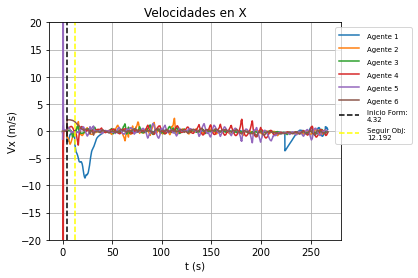 Velocidades en X
Vx (m/s)
20
15
10
5
0
−5
−10
−15
−20
0
50
100
150
200
250
t (s)
Agente 1
Agente 2
Agente 3
Agente 4
Agente 5
Agente 6
Inicio Form:
4.32
Seguir Obj:
12.192